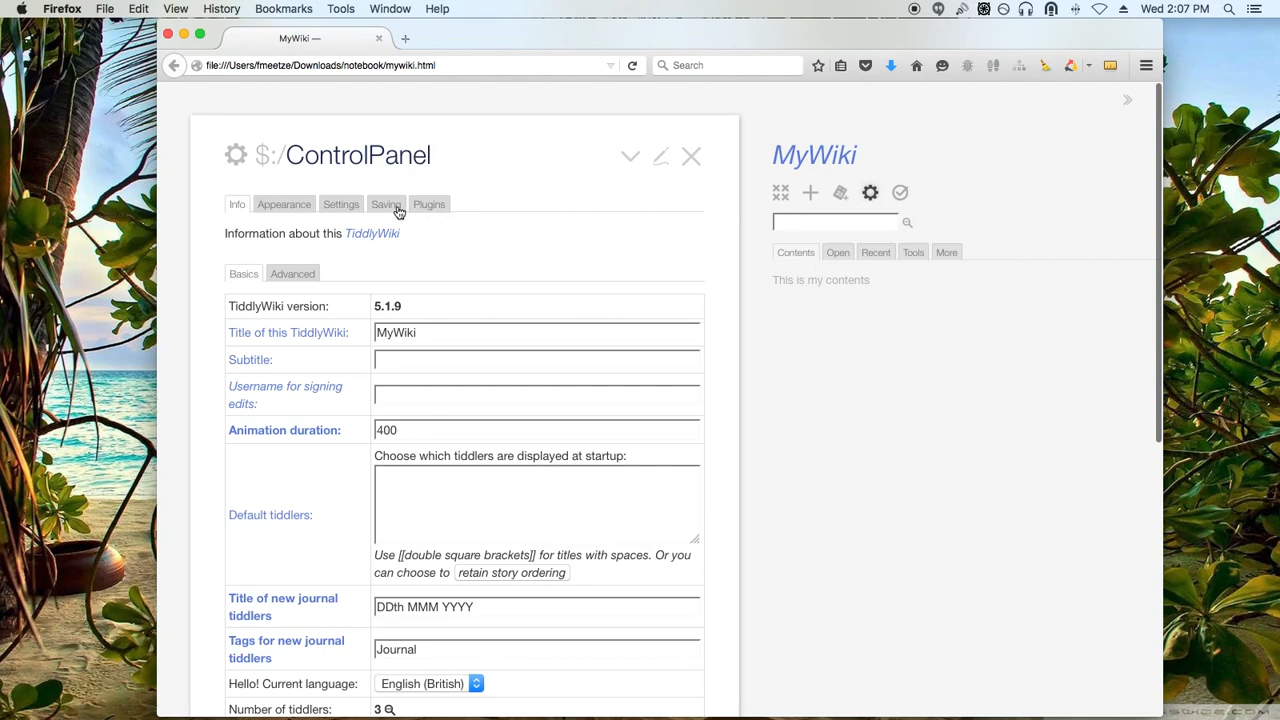 Firefox File Edit View History Bookmarks Tools Window Help Wed 2:07 PM
MyWiki —
file:///Users/fmeetze/Downloads/notebook/mywiki.html Search
$:/ControlPanel
Info Appearance Settings Saving Plugins
Information about this TiddlyWiki
Basics Advanced
TiddlyWiki version: 5.1.9
Title of this TiddlyWiki: MyWiki
Subtitle:
Username for signing
edits:
Animation duration: 400
Choose which tiddlers are displayed at startup:
Default tiddlers:
Use [[double square brackets]] for titles with spaces. Or you
can choose to retain story ordering
Title of new journal
tiddlers
DDth MMM YYYY
Tags for new journal
tiddlers
Journal
Hello! Current language: English (British)
Number of tiddlers: 3
MyWiki
Contents Open Recent Tools More
This is my contents